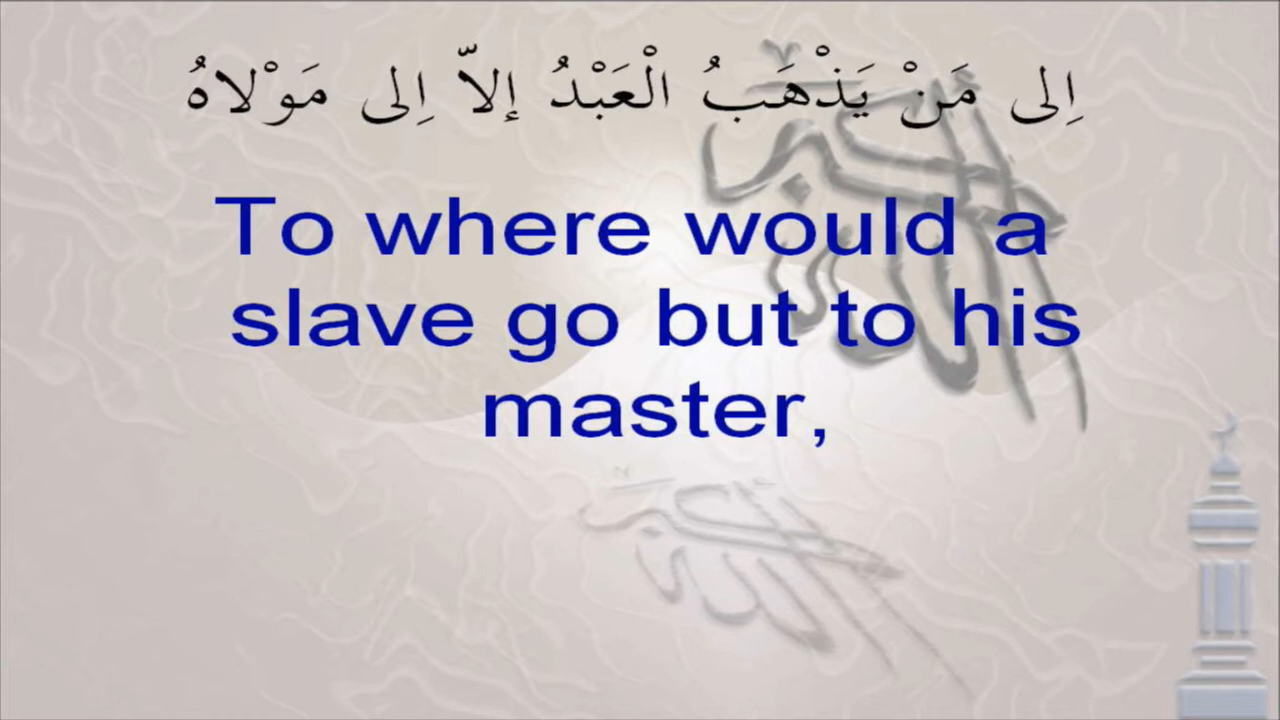 اِلى مَنْ يَذْهَبُ الْعَبْدُ إلاّ اِلى مَوْلاهُ
To where would a
slave go but to his
master,